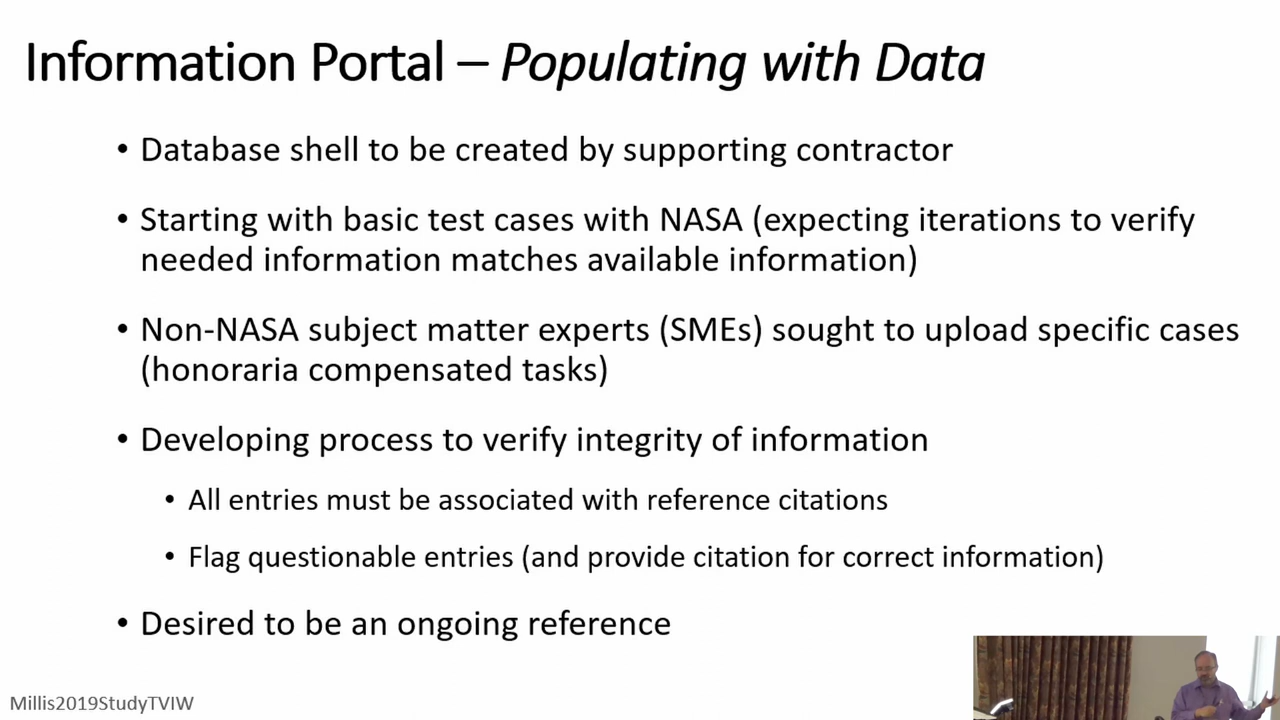 Information Portal – Populating with Data
• Database shell to be created by supporting contractor
• Starting with basic test cases with NASA (expecting iterations to verify
needed information matches available information)
• Non-NASA subject matter experts (SMEs) sought to upload specific cases
(honoraria compensated tasks)
• Developing process to verify integrity of information
• All entries must be associated with reference citations
• Flag questionable entries (and provide citation for correct information)
• Desired to be an ongoing reference
Millis2019StudyTVIW